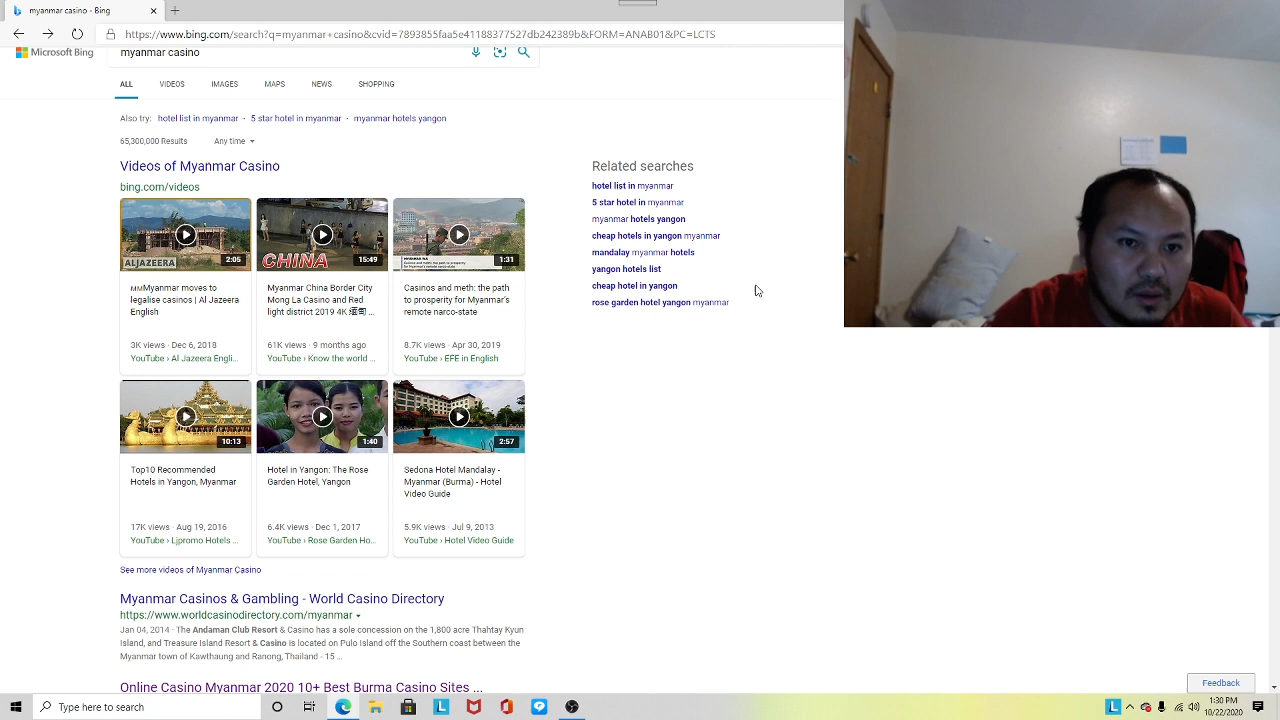 myanmar casino - Bing
https://www.bing.com/search?q=myanmar+casino&cvid=7893855faa5e41188377525db242389b&FORM=ANAB01&PC=LCTS
Microsoft Bing
myanmar casino
ALL VIDEOS IMAGES MAPS NEWS SHOPPING
Also try: hotel list in myanmar · 5 star hotel in myanmar · myanmar hotels yangon
65,300,000 Results Any time
Videos of Myanmar Casino
bing.com/videos
ALJAZEERA
2:05
CHINA
15:49
1:31
ммMyanmar moves to
legalise casinos | Al Jazeera
English
3K views · Dec 6, 2018
YouTube › Al Jazeera Engli...
Myanmar China Border City
Mong La Casino and Red
light district 2019 4K 缅甸 ...
61K views · 9 months ago
YouTube › Know the world ...
Casinos and meth: the path
to prosperity for Myanmar's
remote narco-state
8.7K views · Apr 30, 2019
YouTube › EFE in English
10:13
1:40
2:57
Top10 Recommended
Hotels in Yangon, Myanmar
17K views · Aug 19, 2016
YouTube › Ljpromo Hotels ...
Hotel in Yangon: The Rose
Garden Hotel, Yangon
6.4K views · Dec 1, 2017
YouTube › Rose Garden Ho...
Sedona Hotel Mandalay -
Myanmar (Burma) - Hotel
Video Guide
5.9K views · Jul 9, 2013
YouTube › Hotel Video Guide
See more videos of Myanmar Casino
Myanmar Casinos & Gambling - World Casino Directory
https://www.worldcasinodirectory.com/myanmar
Jan 04, 2014 · The Andaman Club Resort & Casino has a sole concession on the 1,800 acre Thahtay Kyun
Island, and Treasure Island Resort & Casino is located on Pulo Island off the Southern coast between the
Myanmar town of Kawthaung and Ranong, Thailand - 15 ...
Online Casino Myanmar 2020 10+ Best Burma Casino Sites ...
Related searches
hotel list in myanmar
5 star hotel in myanmar
myanmar hotels yangon
cheap hotels in yangon myanmar
mandalay myanmar hotels
yangon hotels list
cheap hotel in yangon
rose garden hotel yangon myanmar
Feedback
Type here to search
1:30 PM
10/22/2020